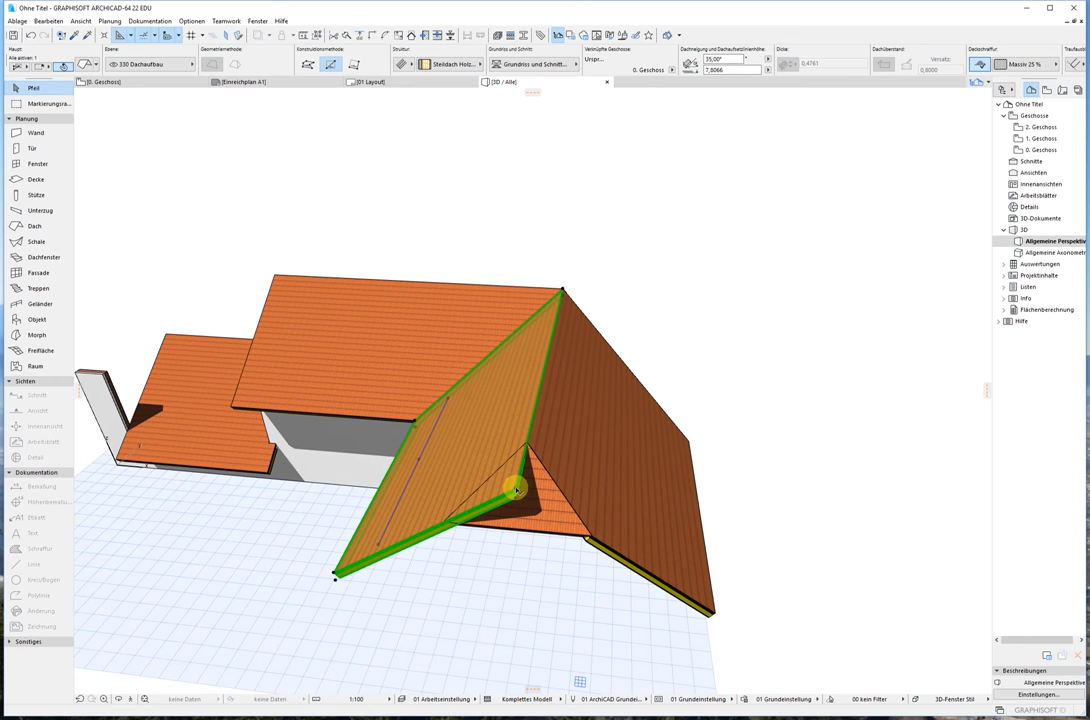 Ohne Titel - GRAPHISOFT ARCHICAD-64 22 EDU
Ablage Bearbeiten Ansicht Planung Dokumentation Optionen Teamwork Fenster Hilfe
Haupt: Ebene: Geometriemethode: Konstruktionsmethode: Struktur: Grundriss und Schnitt: Verknüpfte Geschosse: Dachneigung und Dachaufsatzlinienhöhe: Dicke: Dachüberstand: Deckschraffur:
Alle aktiven: 1
330 Dachaufbau
Steildach Holz...
Grundriss und Schnitt...
Urspr...
0. Geschoss
35,00°
7,8066
0,4761
Versatz:
0,8000
Massiv 25 %
[0. Geschoss]
[Einreichplan A1]
[01 Layout]
[3D / Alle]
Pfeil
Markierungsra...
Planung
Wand
Tür
Fenster
Decke
Stütze
Unterzug
Dach
Schale
Dachfenster
Fassade
Treppen
Geländer
Objekt
Morph
Freifläche
Raum
Sichten
Schnitt
Ansicht
Innenansicht
Arbeitsblatt
Detail
Dokumentation
Bemaßung
Höhenbemaßu...
Etikett
Text
Schraffur
Linie
Kreis/Bogen
Polylinie
Änderung
Zeichnung
Sonstiges
Ohne Titel
Geschosse
2. Geschoss
1. Geschoss
0. Geschoss
Schnitte
Ansichten
Innenansichten
Arbeitsblätter
Details
3D-Dokumente
3D
Allgemeine Perspektiv
Allgemeine Axonomet
Auswertungen
Projektinhalte
Listen
Info
Flächenberechnung
Hilfe
Beschreibungen
Allgemeine Perspektiv
Einstellungen...
GRAPHISOFT ID
keine Daten
keine Daten
1:100
01 Arbeitseinstellung
Komplettes Modell
01 ArchiCAD Grundei...
01 Grundeinstellung
01 Grundeinstellung
00 kein Filter
3D-Fenster Stil